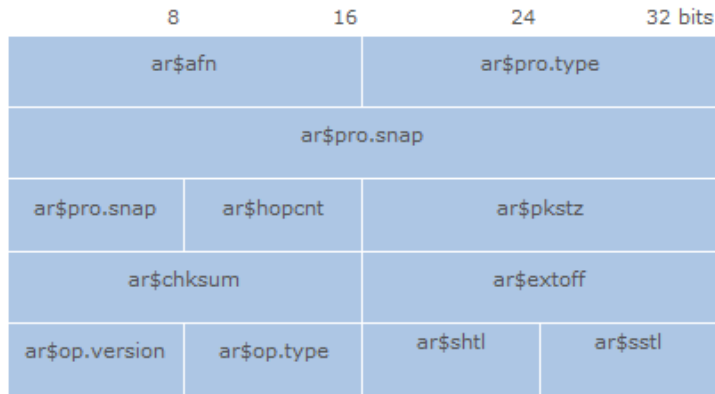 8 16 24 32 bits
ar$afn ar$pro.type
ar$pro.snap
ar$pro.snap ar$hopcnt ar$pkstz
ar$chksum ar$extoff
ar$op.version ar$op.type ar$shtl ar$sstl